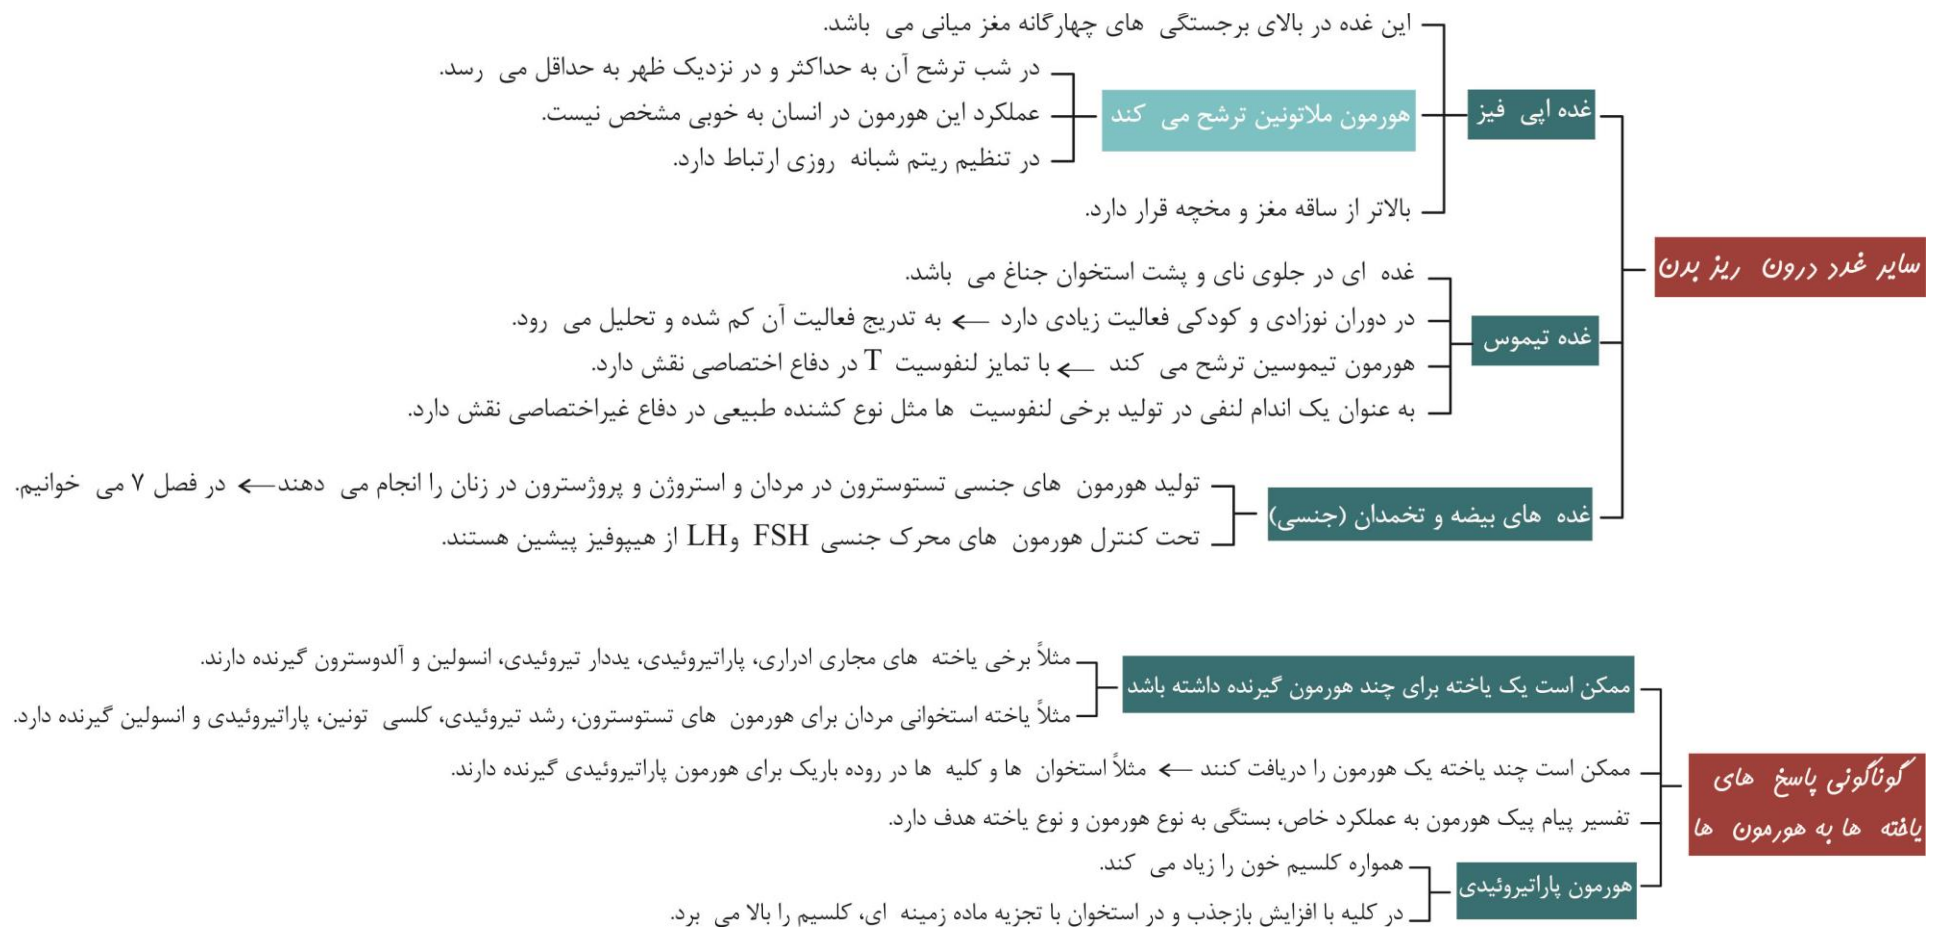 سایر غدد درون ریز بدن
غده اپی فیز
این غده در بالای برجستگی های چهارگانه مغز میانی می باشد.
هورمون ملاتونین ترشح می کند
در شب ترشح آن به حداکثر و در نزدیک ظهر به حداقل می رسد.
عملکرد این هورمون در انسان به خوبی مشخص نیست.
در تنظیم ریتم شبانه روزی ارتباط دارد.
بالاتر از ساقه مغز و مخچه قرار دارد.
غده تیموس
غده ای در جلوی نای و پشت استخوان جناغ می باشد.
در دوران نوزادی و کودکی فعالیت زیادی دارد ← به تدریج فعالیت آن کم شده و تحلیل می رود.
هورمون تیموسین ترشح می کند ← با تمایز لنفوسیت T در دفاع اختصاصی نقش دارد.
به عنوان یک اندام لنفی در تولید برخی لنفوسیت ها مثل نوع کشنده طبیعی در دفاع غیراختصاصی نقش دارد.
غده های بیضه و تخمدان (جنسی)
تولید هورمون های جنسی تستوسترون در مردان و استروژن و پروژسترون در زنان را انجام می دهند← در فصل ۷ می خوانیم.
تحت کنترل هورمون های محرک جنسی FSH وLH از هیپوفیز پیشین هستند.
گوناگونی پاسخ های
یاخته ها به هورمون ها
ممکن است یک یاخته برای چند هورمون گیرنده داشته باشد
مثلاً برخی یاخته های مجاری ادراری، پاراتیروئیدی، یددار تیروئیدی، انسولین و آلدوسترون گیرنده دارند.
مثلاً یاخته استخوانی مردان برای هورمون های تستوسترون، رشد تیروئیدی، کلسی تونین، پاراتیروئیدی و انسولین گیرنده دارد.
ممکن است چند یاخته یک هورمون را دریافت کنند ← مثلاً استخوان ها و کلیه ها در روده باریک برای هورمون پاراتیروئیدی گیرنده دارند.
تفسیر پیام پیک هورمون به عملکرد خاص، بستگی به نوع هورمون و نوع یاخته هدف دارد.
هورمون پاراتیروئیدی
همواره کلسیم خون را زیاد می کند.
در کلیه با افزایش بازجذب و در استخوان با تجزیه ماده زمینه ای، کلسیم را بالا می برد.